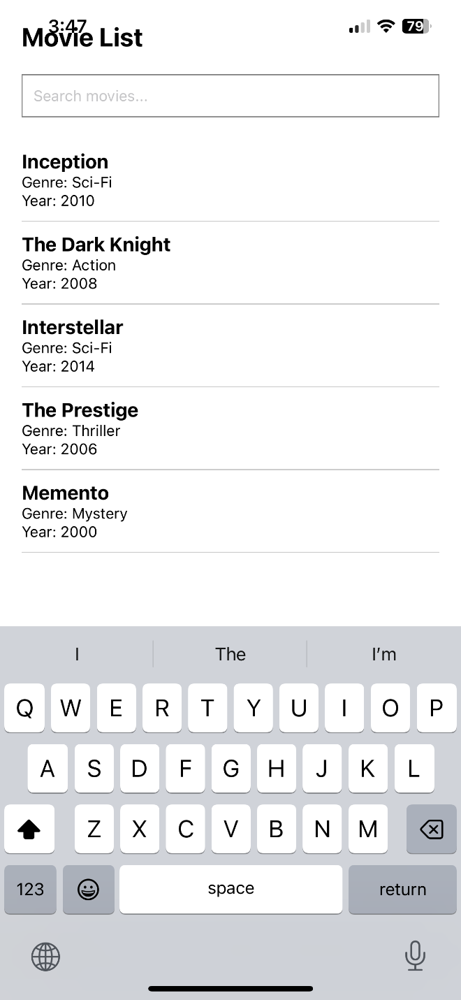 3:47
79
Movie List
Search movies...
Inception
Genre: Sci-Fi
Year: 2010
The Dark Knight
Genre: Action
Year: 2008
Interstellar
Genre: Sci-Fi
Year: 2014
The Prestige
Genre: Thriller
Year: 2006
Memento
Genre: Mystery
Year: 2000
I The I'm
Q W E R T Y U I O P
A S D F G H J K L
Z X C V B N M
123 space return